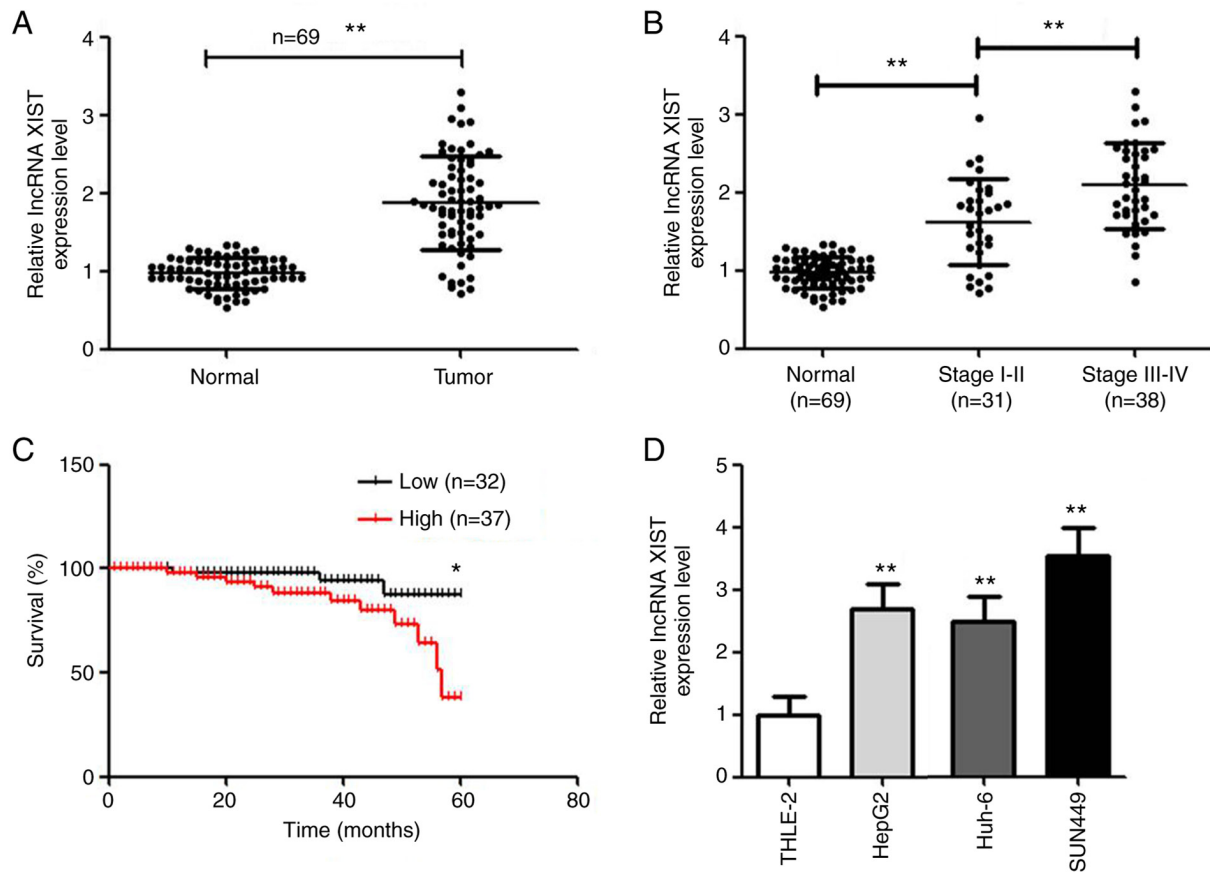 A
n=69 **
Relative lncRNA XIST
expression level
4
3
2
1
0
Normal
Tumor
B
**
**
Relative lncRNA XIST
expression level
4
3
2
1
0
Normal
(n=69)
Stage I-II
(n=31)
Stage III-IV
(n=38)
C
Low (n=32)
High (n=37)
*
Survival (%)
150
100
50
0
0 20 40 60 80
Time (months)
D
**
**
**
Relative lncRNA XIST
expression level
5
4
3
2
1
0
THLE-2
HepG2
Huh-6
SUN449